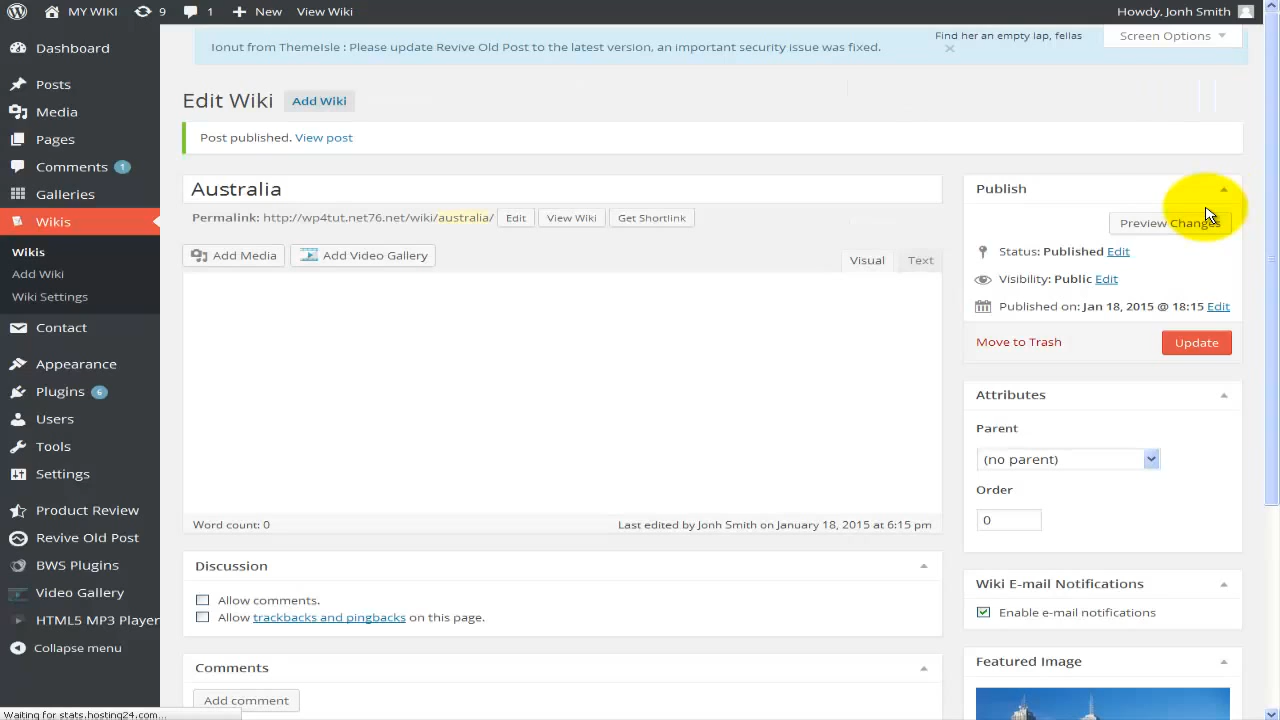 MY WIKI 9 1 New View Wiki Howdy, Jonh Smith
Ionut from ThemeIsle : Please update Revive Old Post to the latest version, an important security issue was fixed.
Find her an empty lap, fellas
Screen Options
Dashboard
Posts
Media
Pages
Comments 1
Galleries
Wikis
Wikis
Add Wiki
Wiki Settings
Contact
Appearance
Plugins 6
Users
Tools
Settings
Product Review
Revive Old Post
BWS Plugins
Video Gallery
HTML5 MP3 Player
Collapse menu
Edit Wiki Add Wiki
Post published. View post
Australia
Permalink: http://wp4tut.net76.net/wiki/australia/ Edit View Wiki Get Shortlink
Add Media Add Video Gallery Visual Text
Word count: 0 Last edited by Jonh Smith on January 18, 2015 at 6:15 pm
Discussion
Allow comments.
Allow trackbacks and pingbacks on this page.
Comments
Add comment
Publish
Preview Changes
Status: Published Edit
Visibility: Public Edit
Published on: Jan 18, 2015 @ 18:15 Edit
Move to Trash Update
Attributes
Parent
(no parent)
Order
0
Wiki E-mail Notifications
Enable e-mail notifications
Featured Image
Waiting for stats.hosting24.com...